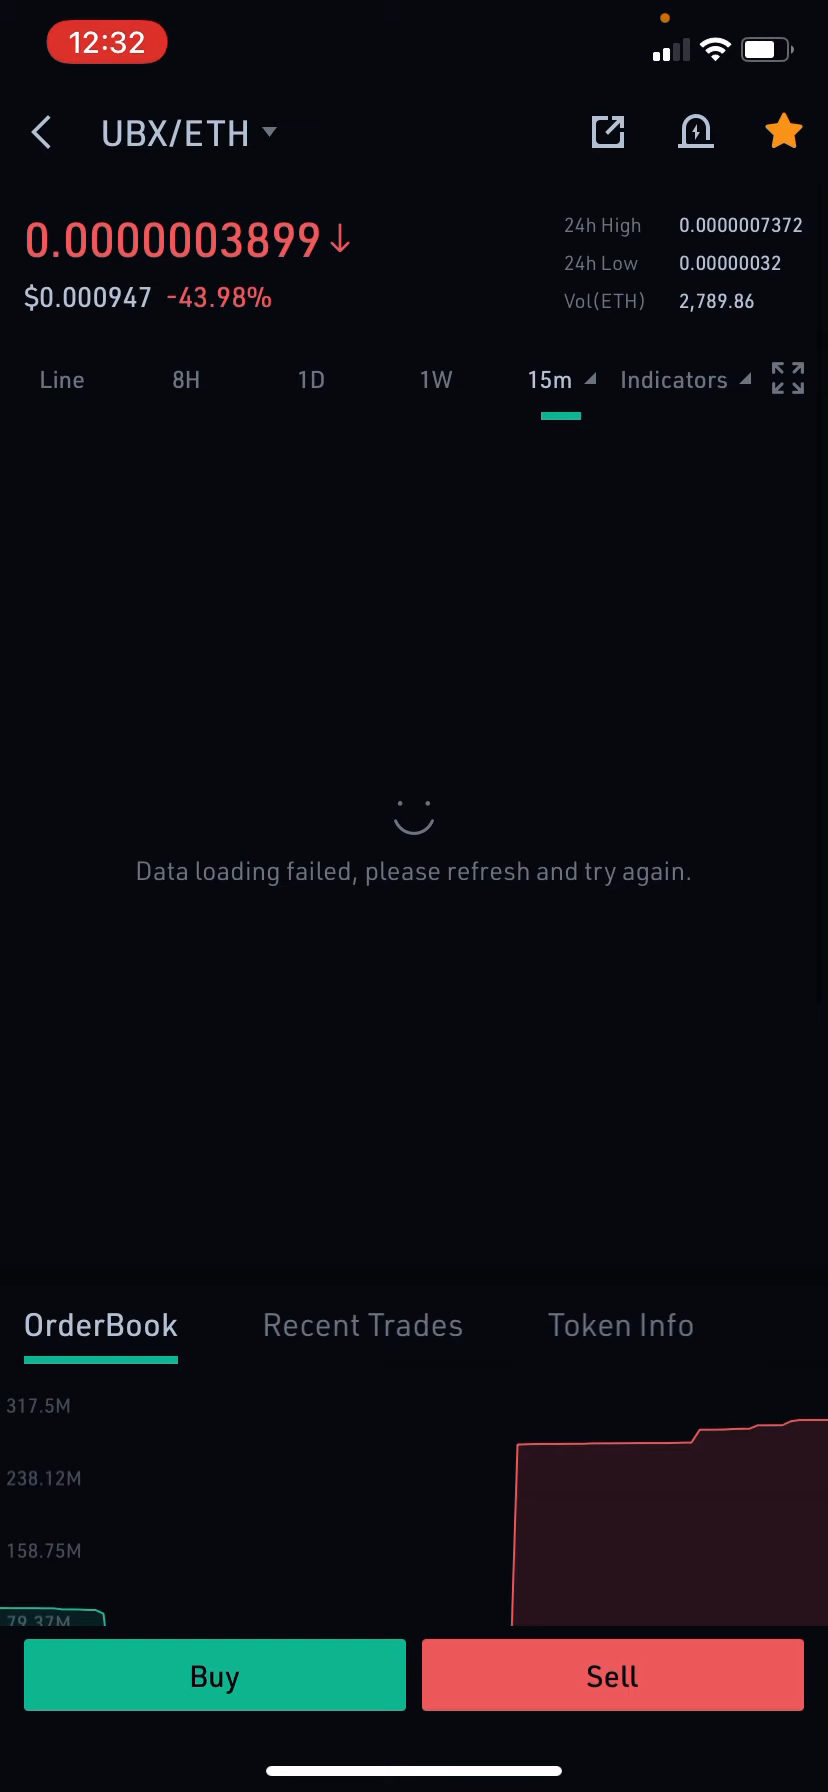 12:32
UBX/ETH
0.0000003899↓
$0.000947 -43.98%
24h High 0.0000007372
24h Low 0.00000032
Vol(ETH) 2,789.86
Line 8H 1D 1W 15m Indicators
Data loading failed, please refresh and try again.
OrderBook Recent Trades Token Info
317.5M
238.12M
158.75M
79.37M
Buy Sell